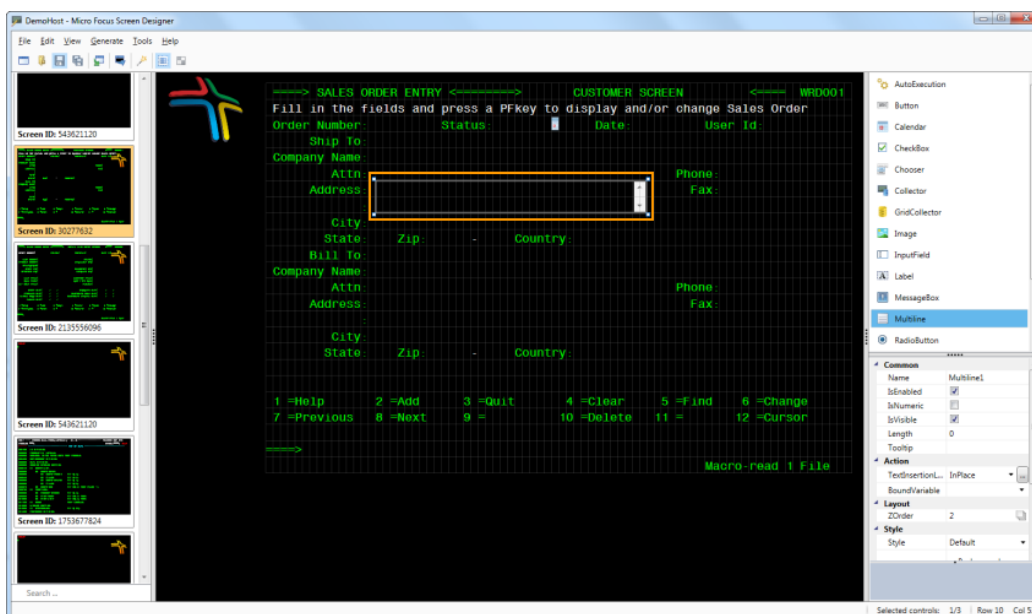 DemoHost - Micro Focus Screen Designer
File Edit View Generate Tools Help
Screen ID: 543621120
Screen ID: 30277632
Screen ID: 2135556096
Screen ID: 543621120
Screen ID: 1753677824
Search ...
====> SALES ORDER ENTRY <========> CUSTOMER SCREEN <==== WRD001
Fill in the fields and press a PFkey to display and/or change Sales Order
Order Number: Status: Date: User Id:
Ship To:
Company Name:
Attn: Phone:
Address: Fax:
:
City:
State: Zip: - Country:
Bill To:
Company Name:
Attn: Phone:
Address: Fax:
:
City:
State: Zip: - Country:
1 =Help 2 =Add 3 =Quit 4 =Clear 5 =Find 6 =Change
7 =Previous 8 =Next 9 = 10 =Delete 11 = 12 =Cursor
====>
Macro-read 1 File
AutoExecution
Button
Calendar
CheckBox
Chooser
Collector
GridCollector
Image
InputField
A Label
MessageBox
Multiline
RadioButton
Common
Name Multiline1
IsEnabled
IsNumeric
IsVisible
Length 0
Tooltip
Action
TextInsertionL... InPlace
BoundVariable
Layout
ZOrder 2
Style
Style Default
Selected controls: 1/3 Row 10 Col 5